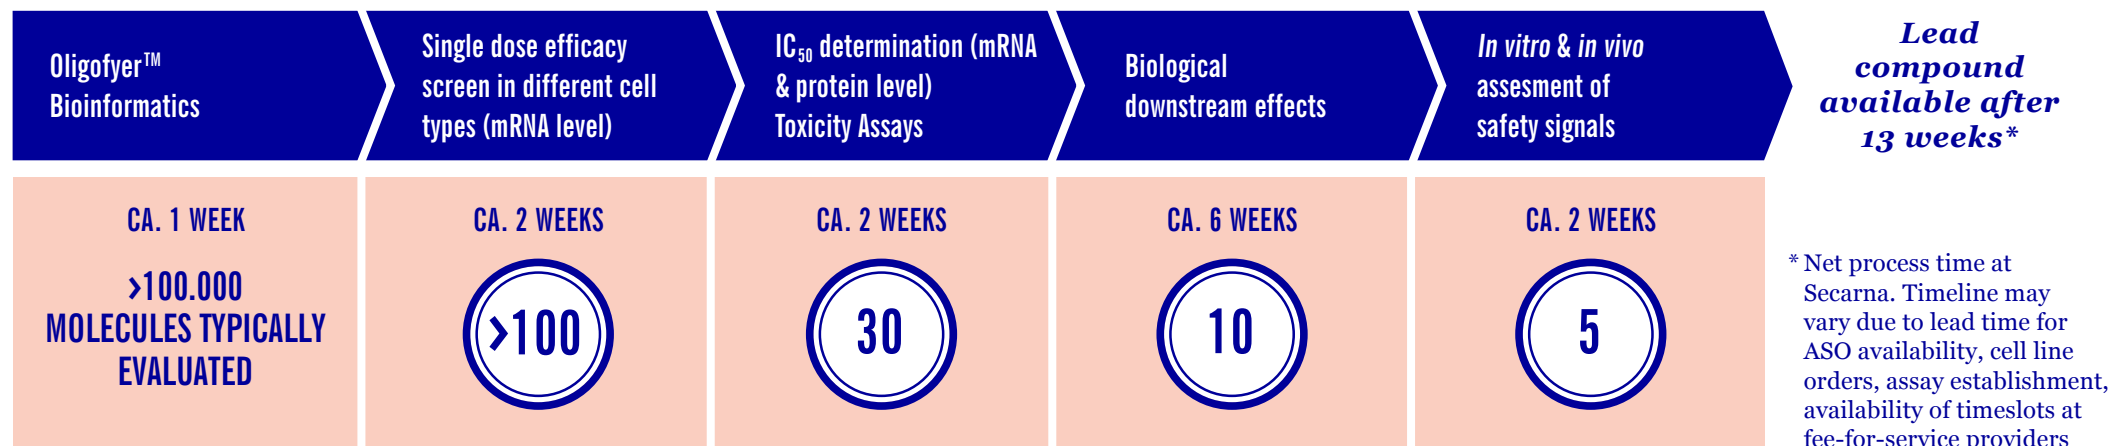 Oligofyer™
Bioinformatics
Single dose efficacy
screen in different cell
types (mRNA level)
IC₅₀ determination (mRNA
& protein level)
Toxicity Assays
Biological
downstream effects
In vitro & in vivo
assesment of
safety signals
Lead
compound
available after
13 weeks*
CA. 1 WEEK
>100.000
MOLECULES TYPICALLY
EVALUATED
CA. 2 WEEKS
>100
CA. 2 WEEKS
30
CA. 6 WEEKS
10
CA. 2 WEEKS
5
* Net process time at
Secarna. Timeline may
vary due to lead time for
ASO availability, cell line
orders, assay establishment,
availability of timeslots at
fee-for-service providers